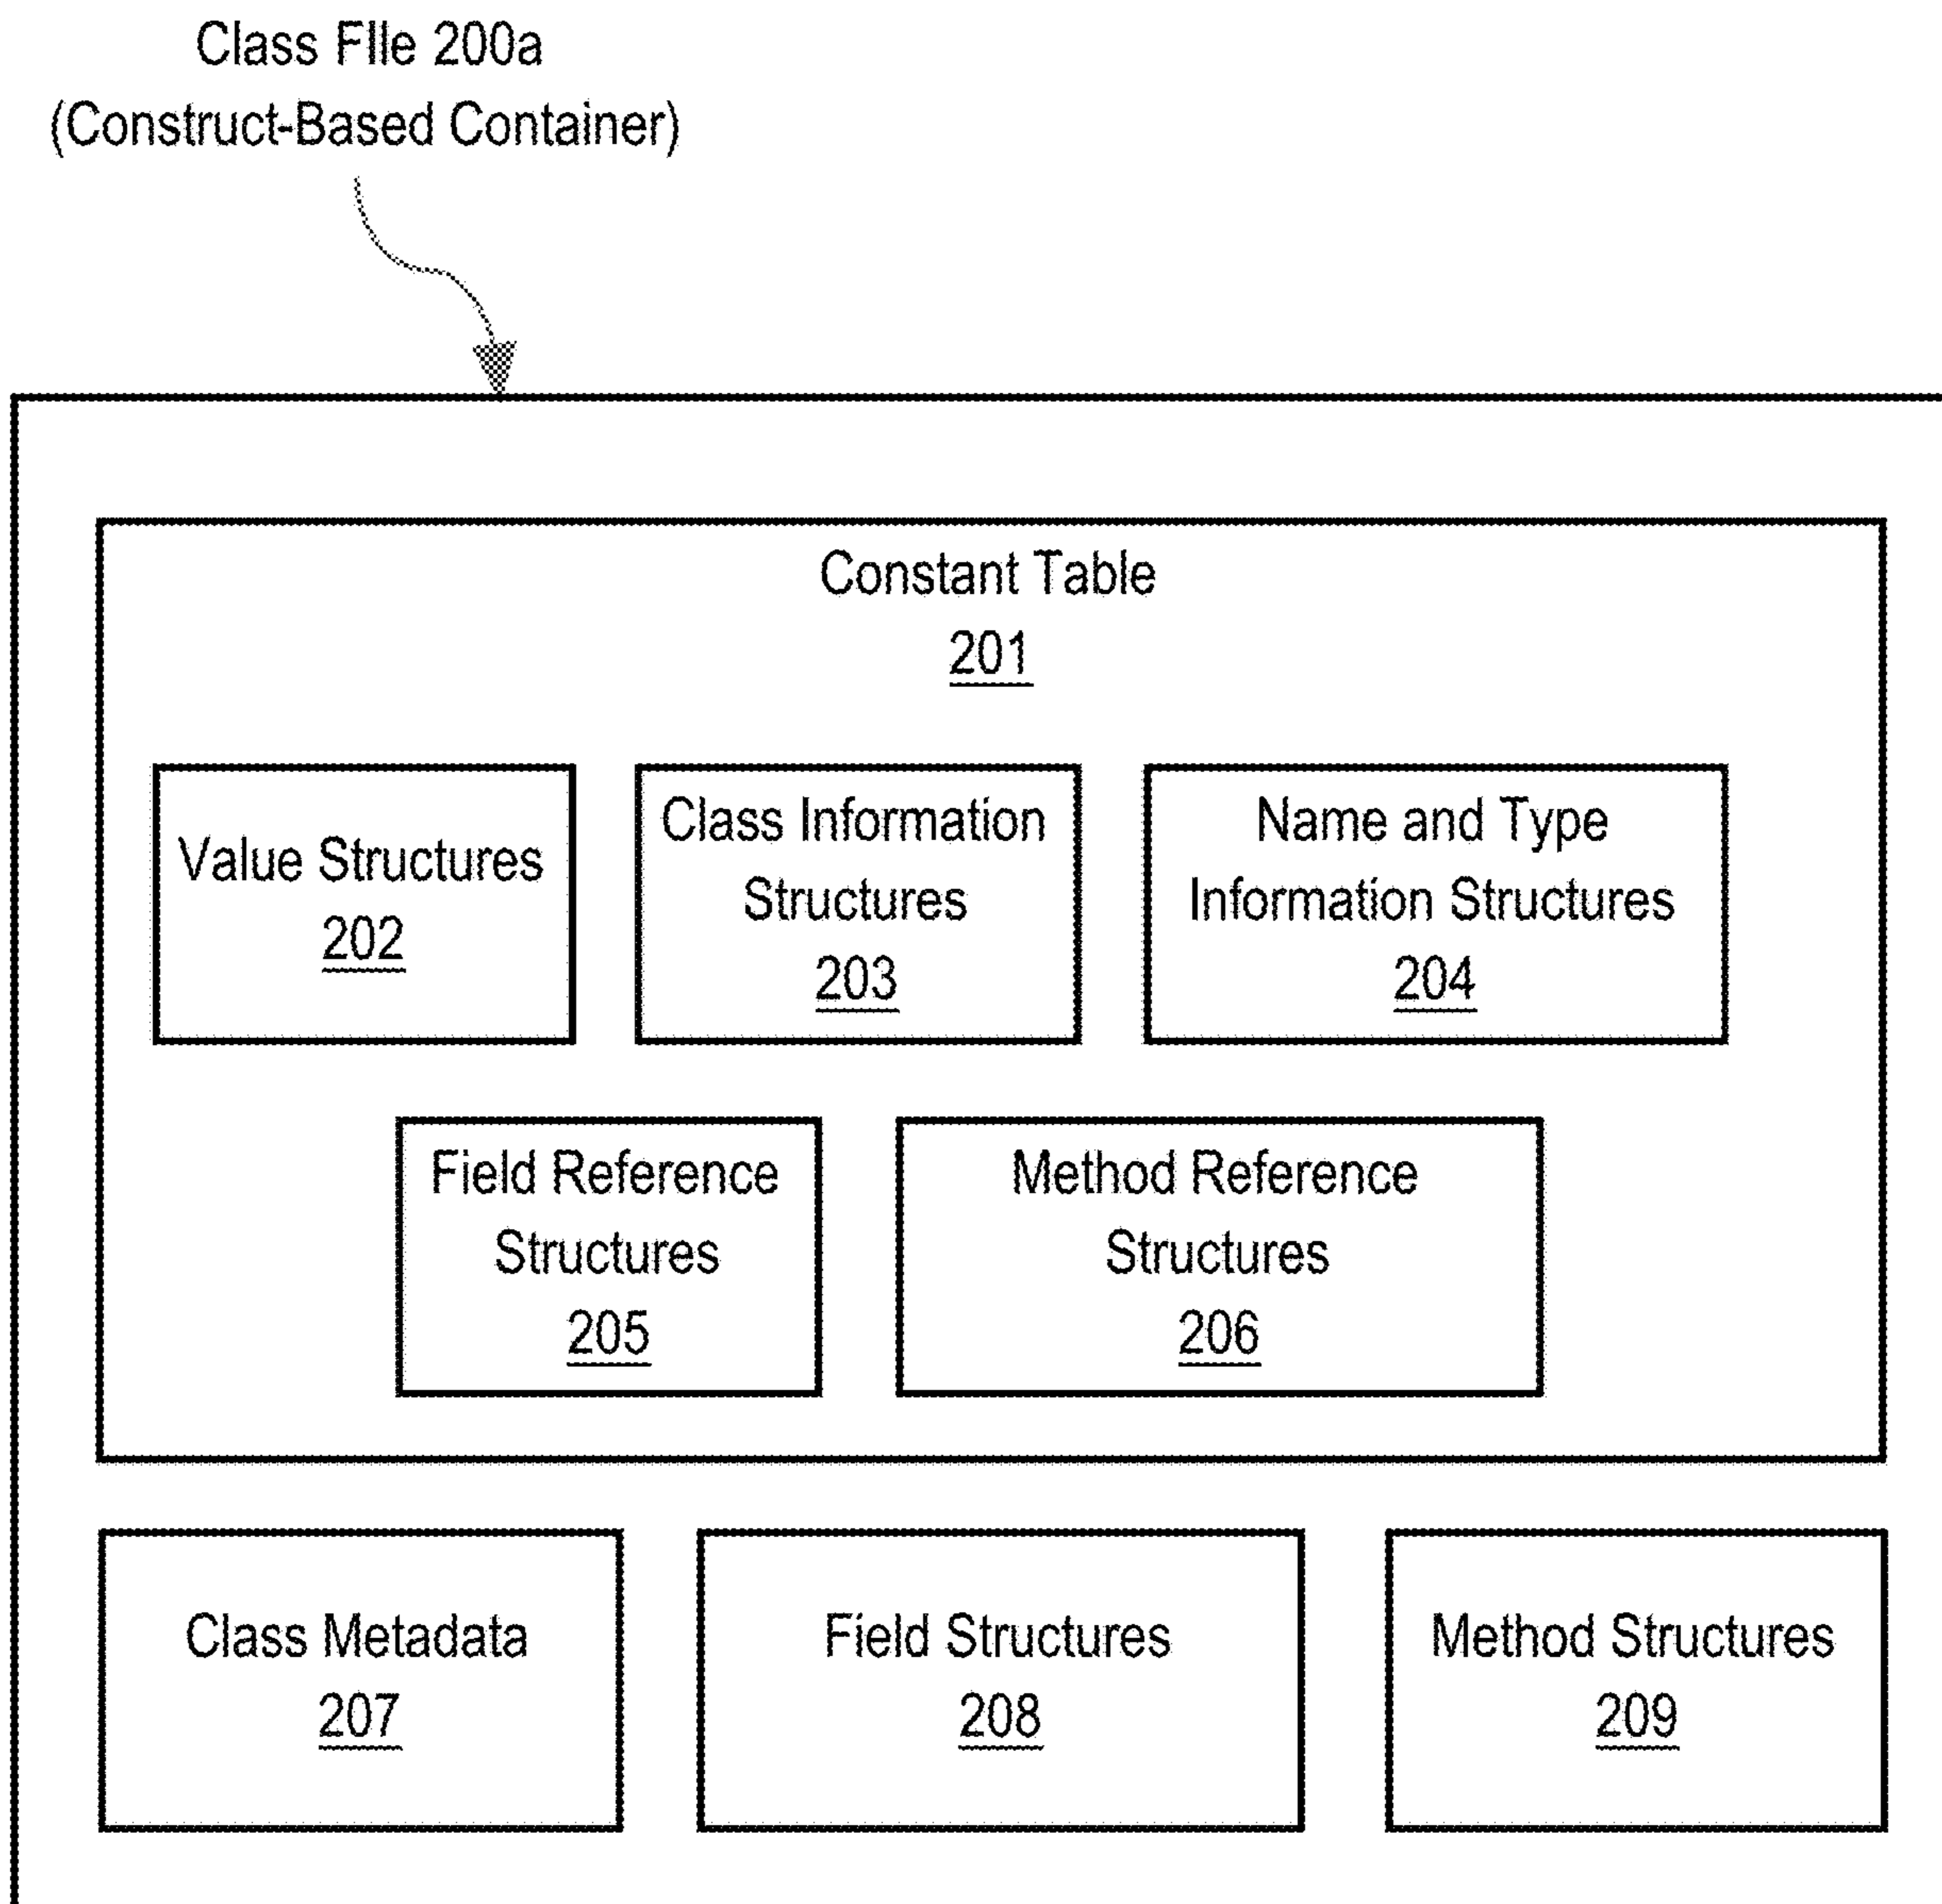 Class FIle 200a
(Construct-Based Container)
Constant Table
201
Value Structures
202
Class Information
Structures
203
Name and Type
Information Structures
204
Field Reference
Structures
205
Method Reference
Structures
206
Class Metadata
207
Field Structures
208
Method Structures
209